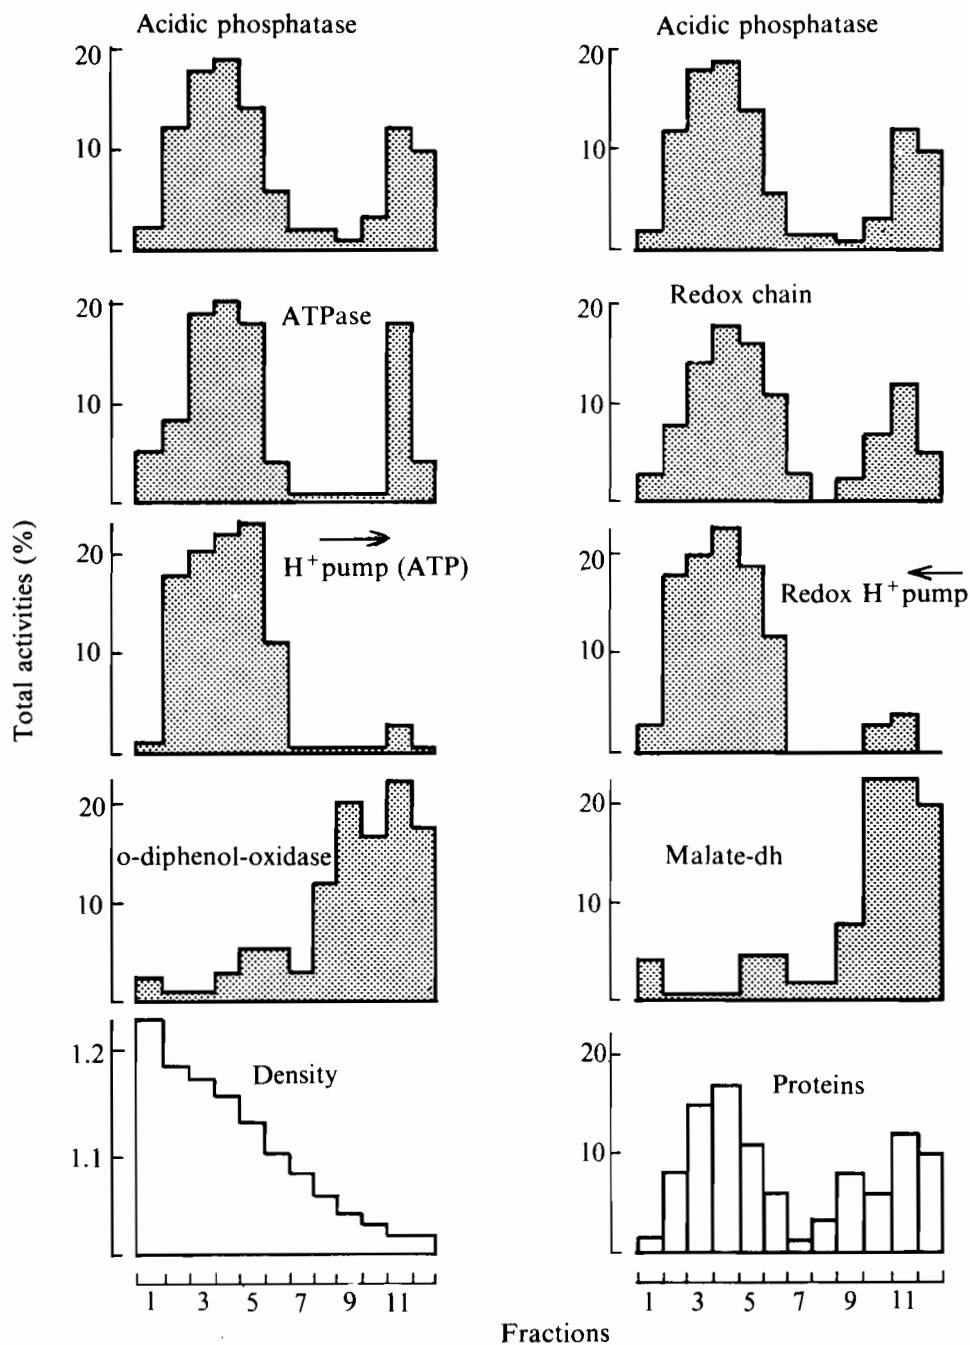 Acidic phosphatase
20
10
Acidic phosphatase
20
10
ATPase
20
10
Redox chain
20
10
H⁺pump (ATP)
20
10
Redox H⁺pump
20
10
Total activities (%)
o-diphenol-oxidase
20
10
Malate-dh
20
10
Density
1.2
1.1
Proteins
20
10
1 3 5 7 9 11
1 3 5 7 9 11
Fractions